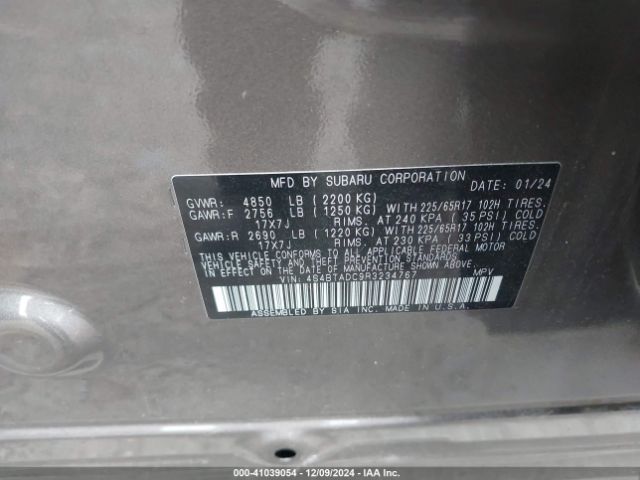 MFD BY SUBARU CORPORATION DATE: 01/24
GVWR: 4850 LB (2200 KG)
GAWR:F 2756 LB (1250 KG) WITH 225/65R17 102H TIRES.
17X7J RIMS. AT 240 KPA (35 PSI) COLD
GAWR:R 2690 LB (1220 KG) WITH 225/65R17 102H TIRES.
17X7J RIMS. AT 230 KPA (33 PSI) COLD
THIS VEHICLE CONFORMS TO ALL APPLICABLE FEDERAL MOTOR
VEHICLE SAFETY AND THEFT PREVENTION STANDARDS
IN EFFECT ON THE DATE OF MANUFACTURE SHOWN ABOVE.
VIN: 4S4BTADC9R3234767 MPV
ASSEMBLED BY SIA INC. MADE IN U.S.A.
000-41039054 - 12/09/2024 - IAA Inc.